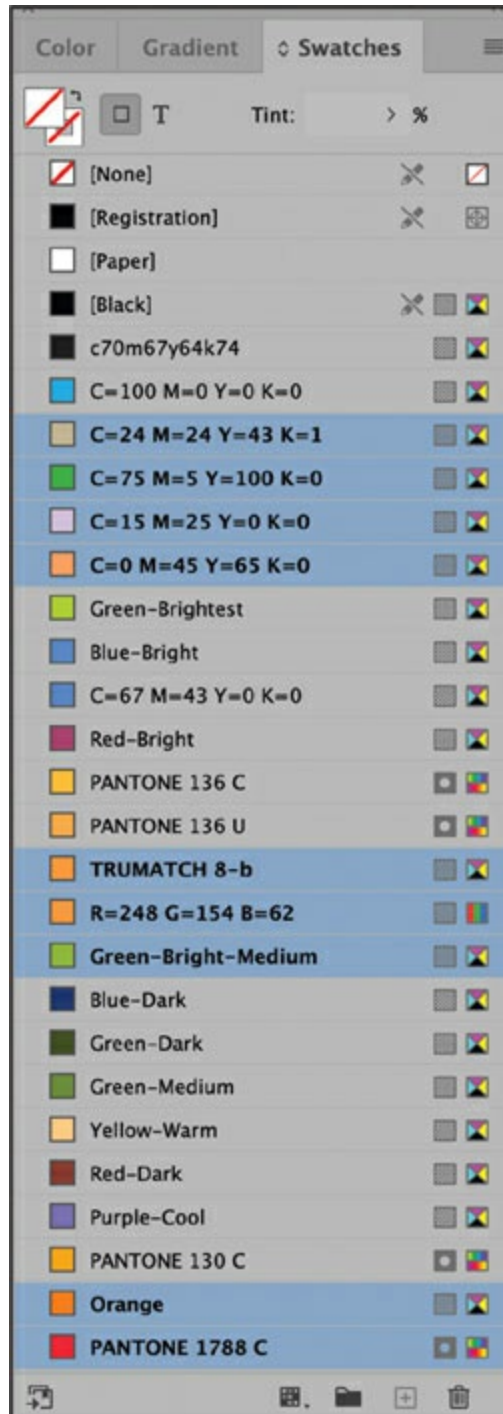 Color Gradient Swatches
T Tint: > %
[None]
[Registration]
[Paper]
[Black]
c70m67y64k74
C=100 M=0 Y=0 K=0
C=24 M=24 Y=43 K=1
C=75 M=5 Y=100 K=0
C=15 M=25 Y=0 K=0
C=0 M=45 Y=65 K=0
Green-Brightest
Blue-Bright
C=67 M=43 Y=0 K=0
Red-Bright
PANTONE 136 C
PANTONE 136 U
TRUMATCH 8-b
R=248 G=154 B=62
Green-Bright-Medium
Blue-Dark
Green-Dark
Green-Medium
Yellow-Warm
Red-Dark
Purple-Cool
PANTONE 130 C
Orange
PANTONE 1788 C